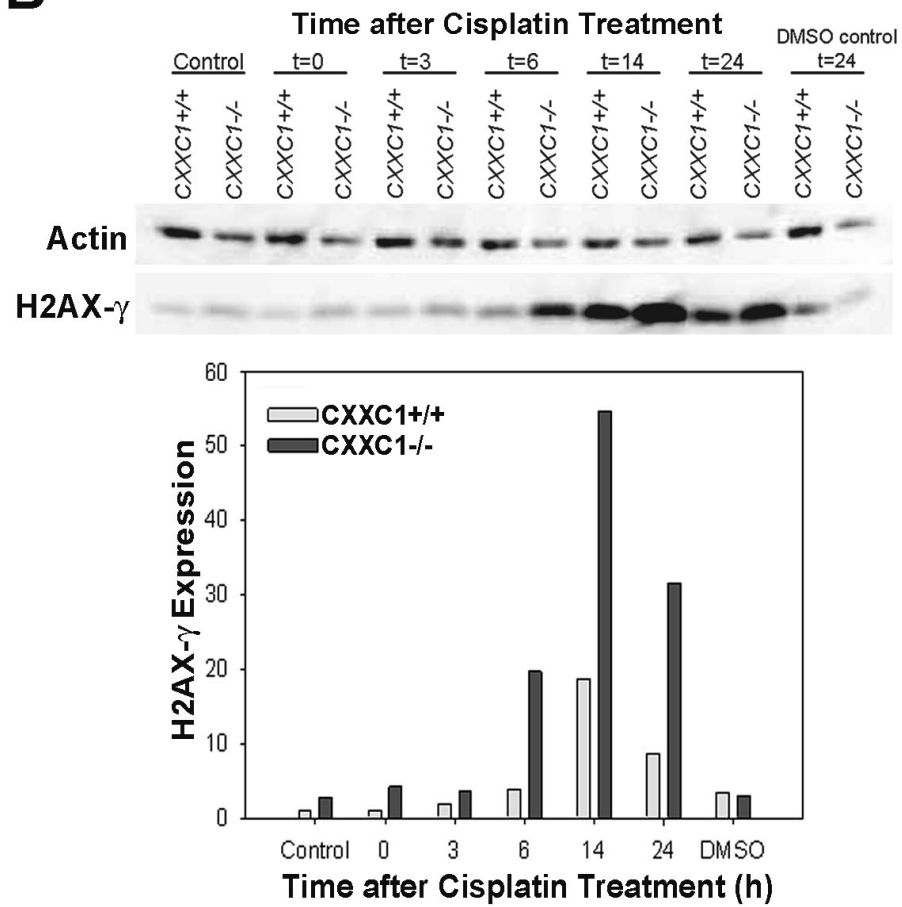 B
Time after Cisplatin Treatment
DMSO control
Control t=0 t=3 t=6 t=14 t=24 t=24
CXXC1+/+ CXXC1-/- CXXC1+/+ CXXC1-/- CXXC1+/+ CXXC1-/- CXXC1+/+ CXXC1-/- CXXC1+/+ CXXC1-/- CXXC1+/+ CXXC1-/- CXXC1+/+ CXXC1-/-
Actin
H2AX-γ
60
50
40
30
20
10
0
H2AX-γ Expression
CXXC1+/+
CXXC1-/-
Control 0 3 6 14 24 DMSO
Time after Cisplatin Treatment (h)